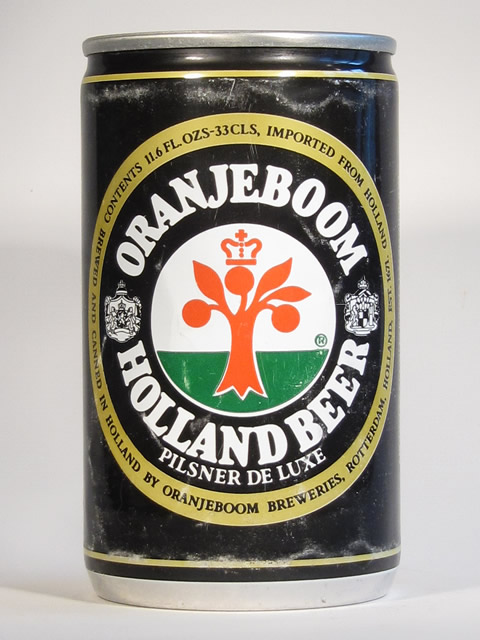 CONTENTS 11.6 FL. OZS-33CLS, IMPORTED FROM HOLLAND.
ORANJEBOOM
®
HOLLAND BEER
PILSNER DE LUXE
BREWED AND CANNED IN HOLLAND BY ORANJEBOOM BREWERIES, ROTTERDAM, HOLLAND, EST. 1671.